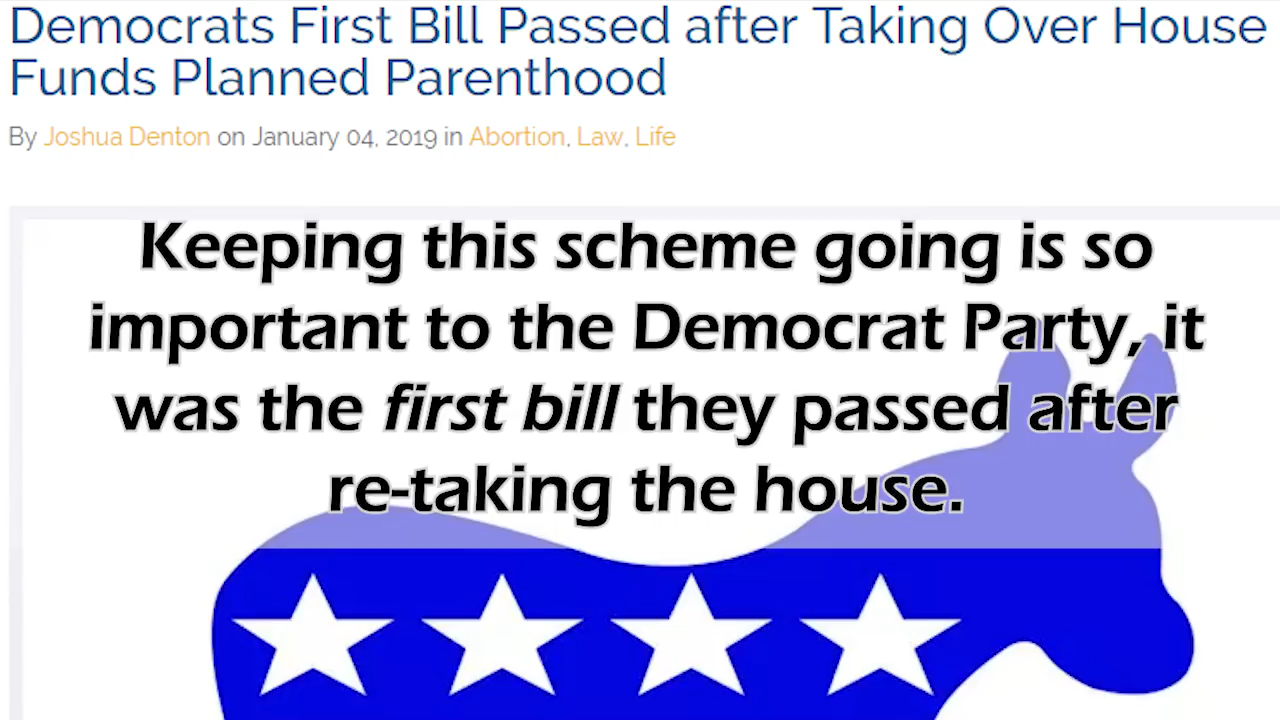 Democrats First Bill Passed after Taking Over House
Funds Planned Parenthood
By Joshua Denton on January 04, 2019 in Abortion, Law, Life
Keeping this scheme going is so
important to the Democrat Party, it
was the first bill they passed after
re-taking the house.